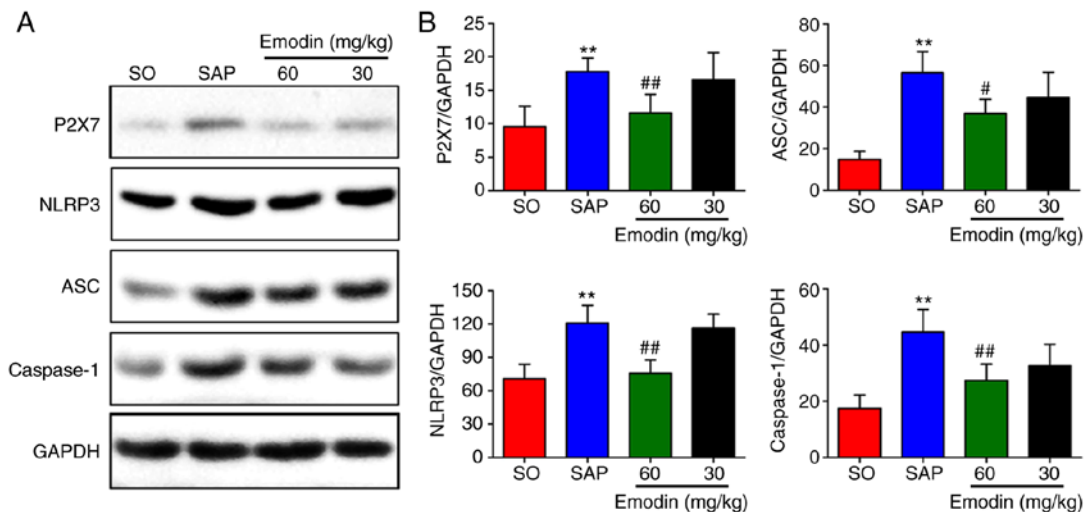 A
Emodin (mg/kg)
SO SAP 60 30
P2X7
NLRP3
ASC
Caspase-1
GAPDH
B
P2X7/GAPDH
25
20
15
10
5
0
**
##
SO SAP 60 30
Emodin (mg/kg)
ASC/GAPDH
80
60
40
20
0
**
#
SO SAP 60 30
Emodin (mg/kg)
NLRP3/GAPDH
150
120
90
60
30
0
**
##
SO SAP 60 30
Emodin (mg/kg)
Caspase-1/GAPDH
60
40
20
0
**
##
SO SAP 60 30
Emodin (mg/kg)